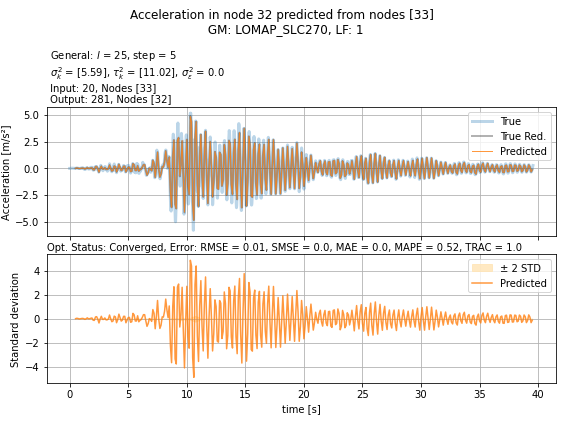 Acceleration in node 32 predicted from nodes [33]
GM: LOMAP_SLC270, LF: 1
General: l = 25, step = 5
σ²ₖ = [5.59], τ²ₖ = [11.02], σ²ₑ = 0.0
Input: 20, Nodes [33]
Output: 281, Nodes [32]
5.0
2.5
0.0
−2.5
−5.0
Acceleration [m/s²]
True
True Red.
Predicted
Opt. Status: Converged, Error: RMSE = 0.01, SMSE = 0.0, MAE = 0.0, MAPE = 0.52, TRAC = 1.0
4
2
0
−2
−4
Standard deviation
± 2 STD
Predicted
0 5 10 15 20 25 30 35 40
time [s]